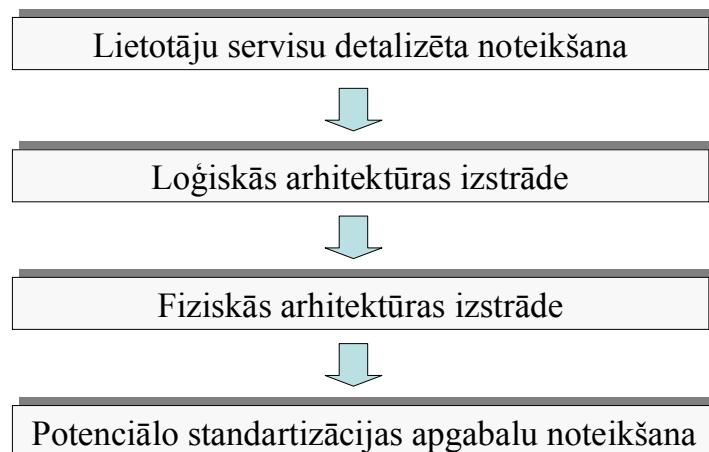 Lietotāju servisu detalizēta noteikšana
Loģiskās arhitektūras izstrāde
Fiziskās arhitektūras izstrāde
Potenciālo standartizācijas apgabalu noteikšana